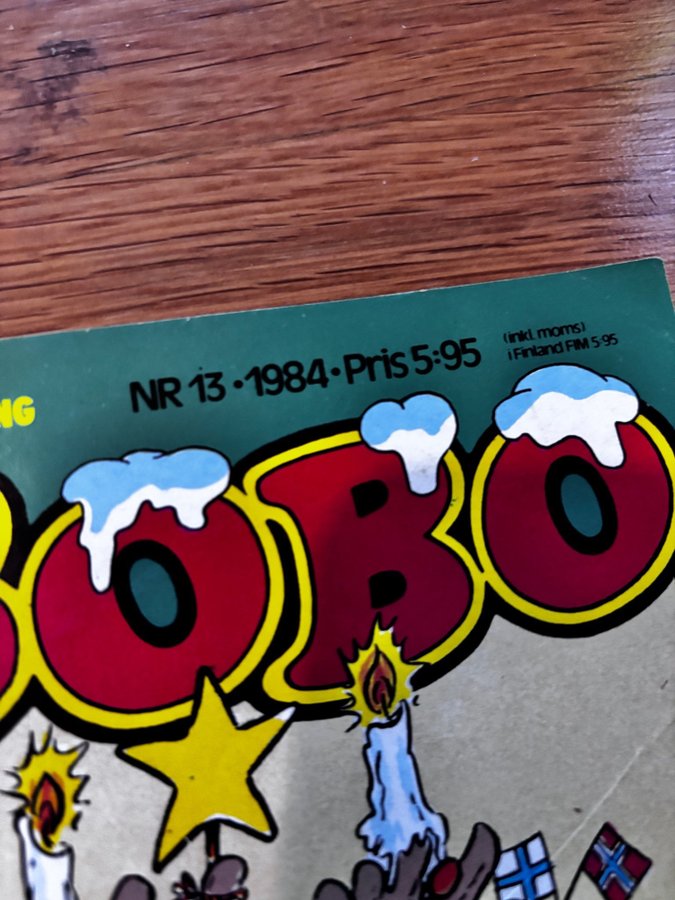 NG
NR 13 • 1984 • Pris 5:95
(inkl. moms)
i Finland FIM 5:95
OBO